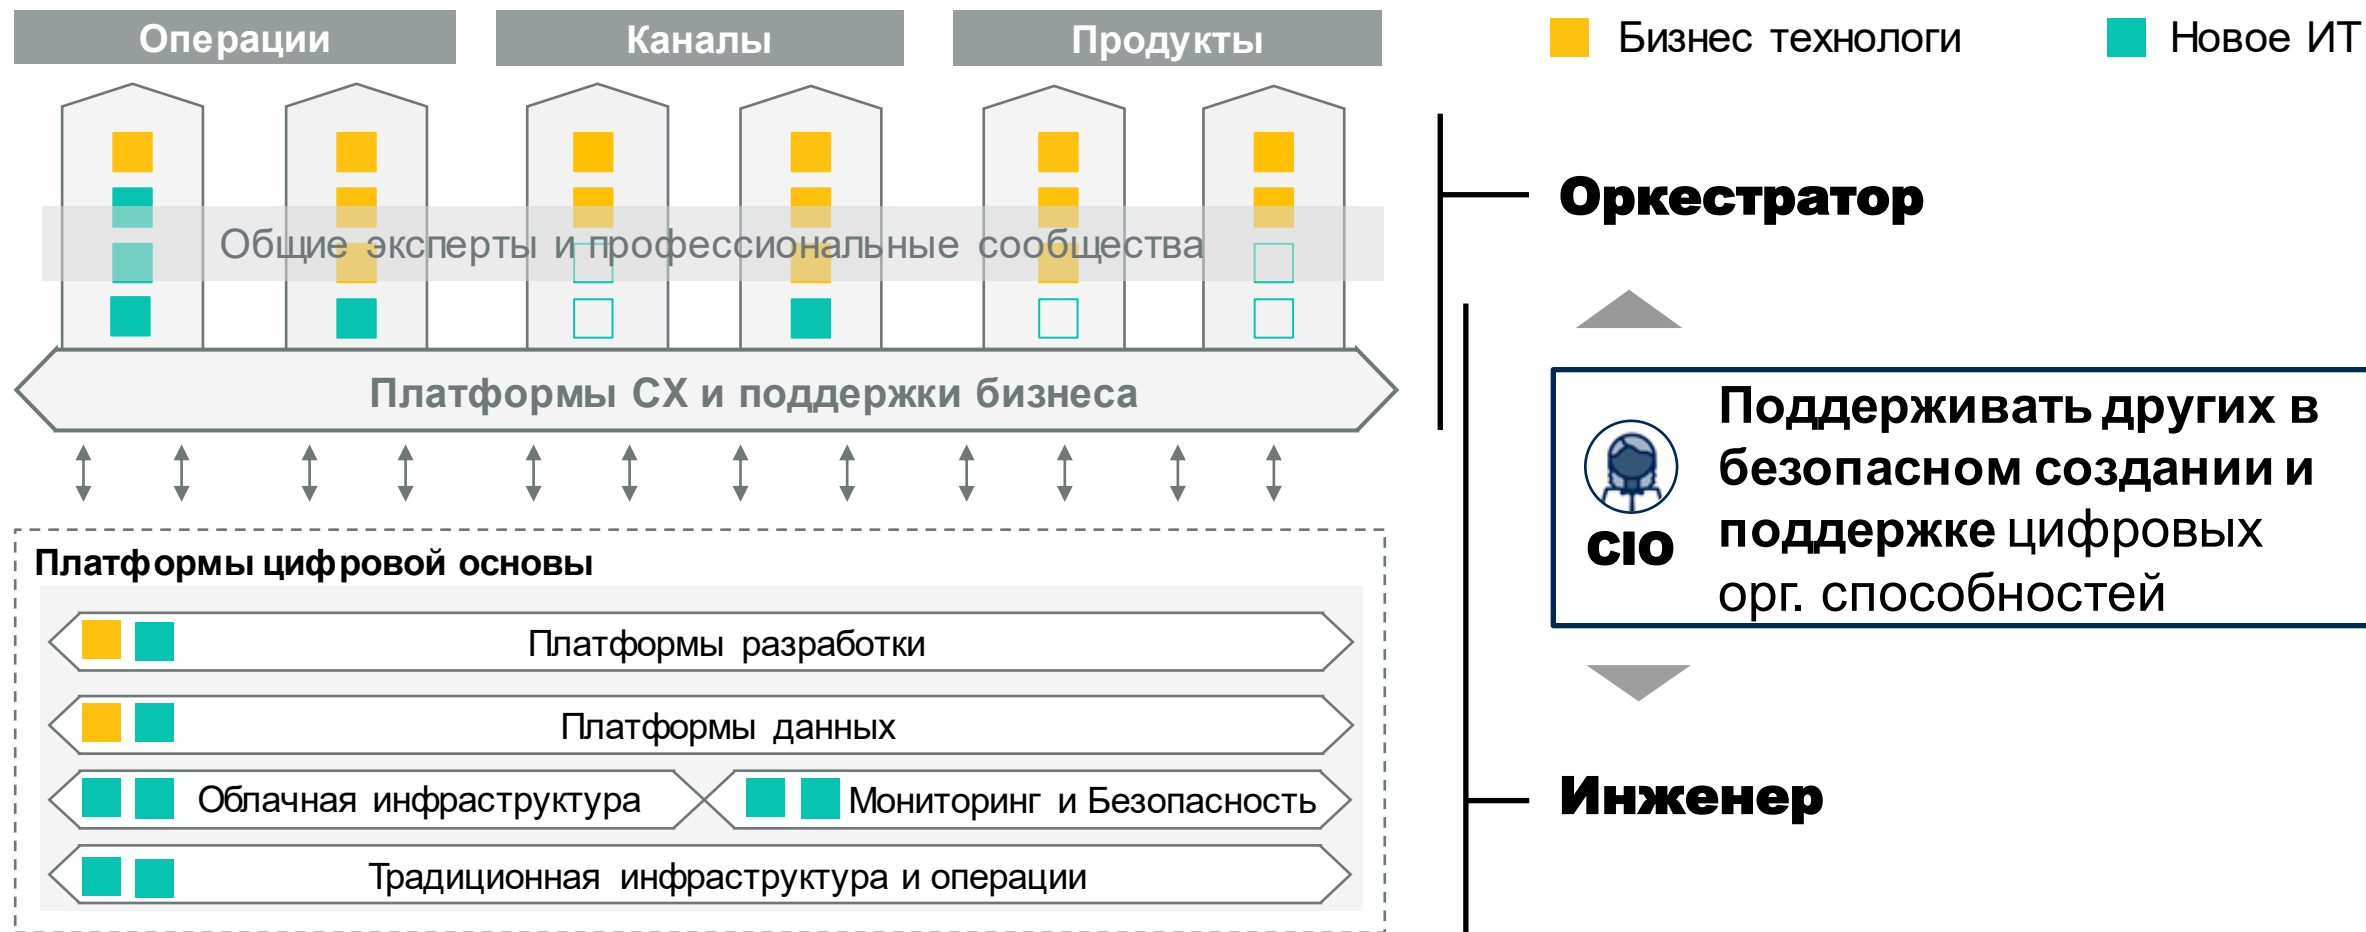 Операции
Каналы
Продукты
Бизнес технологи
Новое ИТ
Общие эксперты и профессиональные сообщества
Платформы CX и поддержки бизнеса
Платформы цифровой основы
Платформы разработки
Платформы данных
Облачная инфраструктура
Мониторинг и Безопасность
Традиционная инфраструктура и операции
Оркестратор
Поддерживать других в
безопасном создании и
поддержке цифровых
орг. способностей
CIO
Инженер